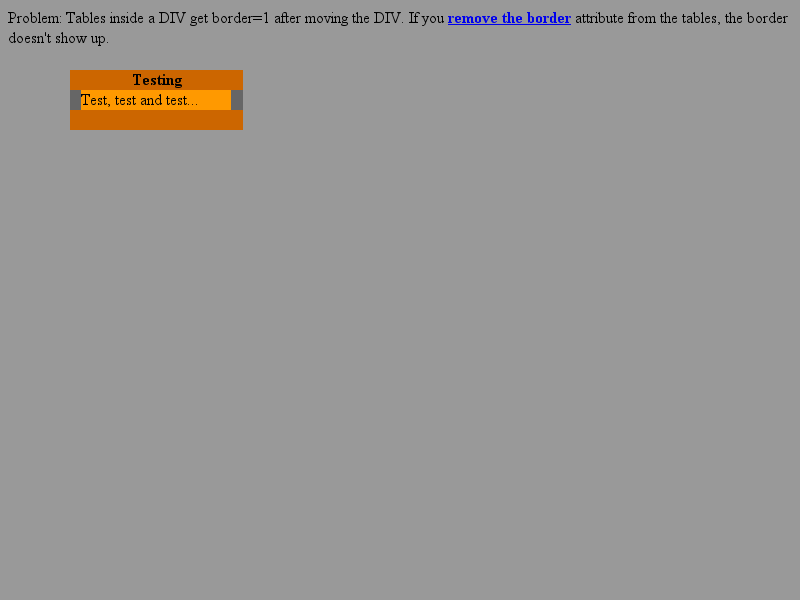 Problem: Tables inside a DIV get border=1 after moving the DIV. If you remove the border attribute from the tables, the border
doesn't show up.
Testing
Test, test and test...